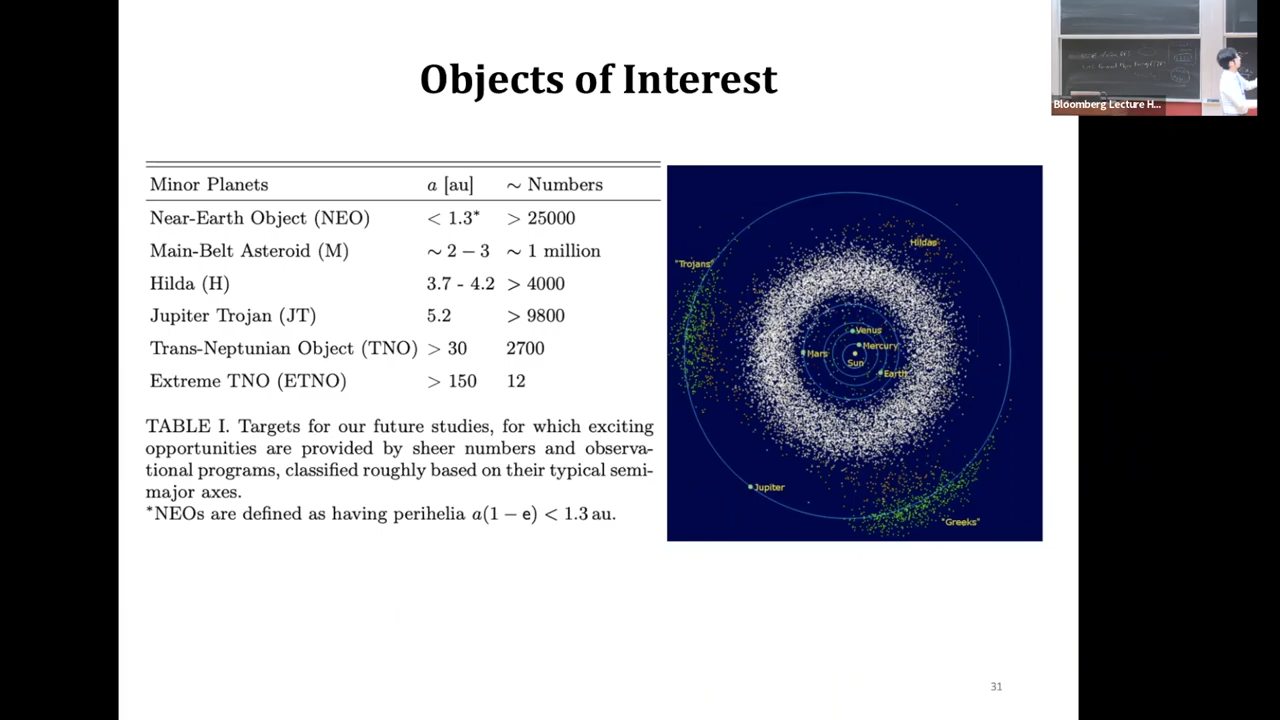 Objects of Interest
Bloomberg Lecture H...
Minor Planets a [au] ∼ Numbers
Near-Earth Object (NEO) < 1.3* > 25000
Main-Belt Asteroid (M) ∼ 2 − 3 ∼ 1 million
Hilda (H) 3.7 - 4.2 > 4000
Jupiter Trojan (JT) 5.2 > 9800
Trans-Neptunian Object (TNO) > 30 2700
Extreme TNO (ETNO) > 150 12
TABLE I. Targets for our future studies, for which exciting
opportunities are provided by sheer numbers and observa-
tional programs, classified roughly based on their typical semi-
major axes.
*NEOs are defined as having perihelia a(1 − e) < 1.3 au.
Hildas
"Trojans"
Venus
Mercury
Mars
Sun
Earth
Jupiter
"Greeks"
31